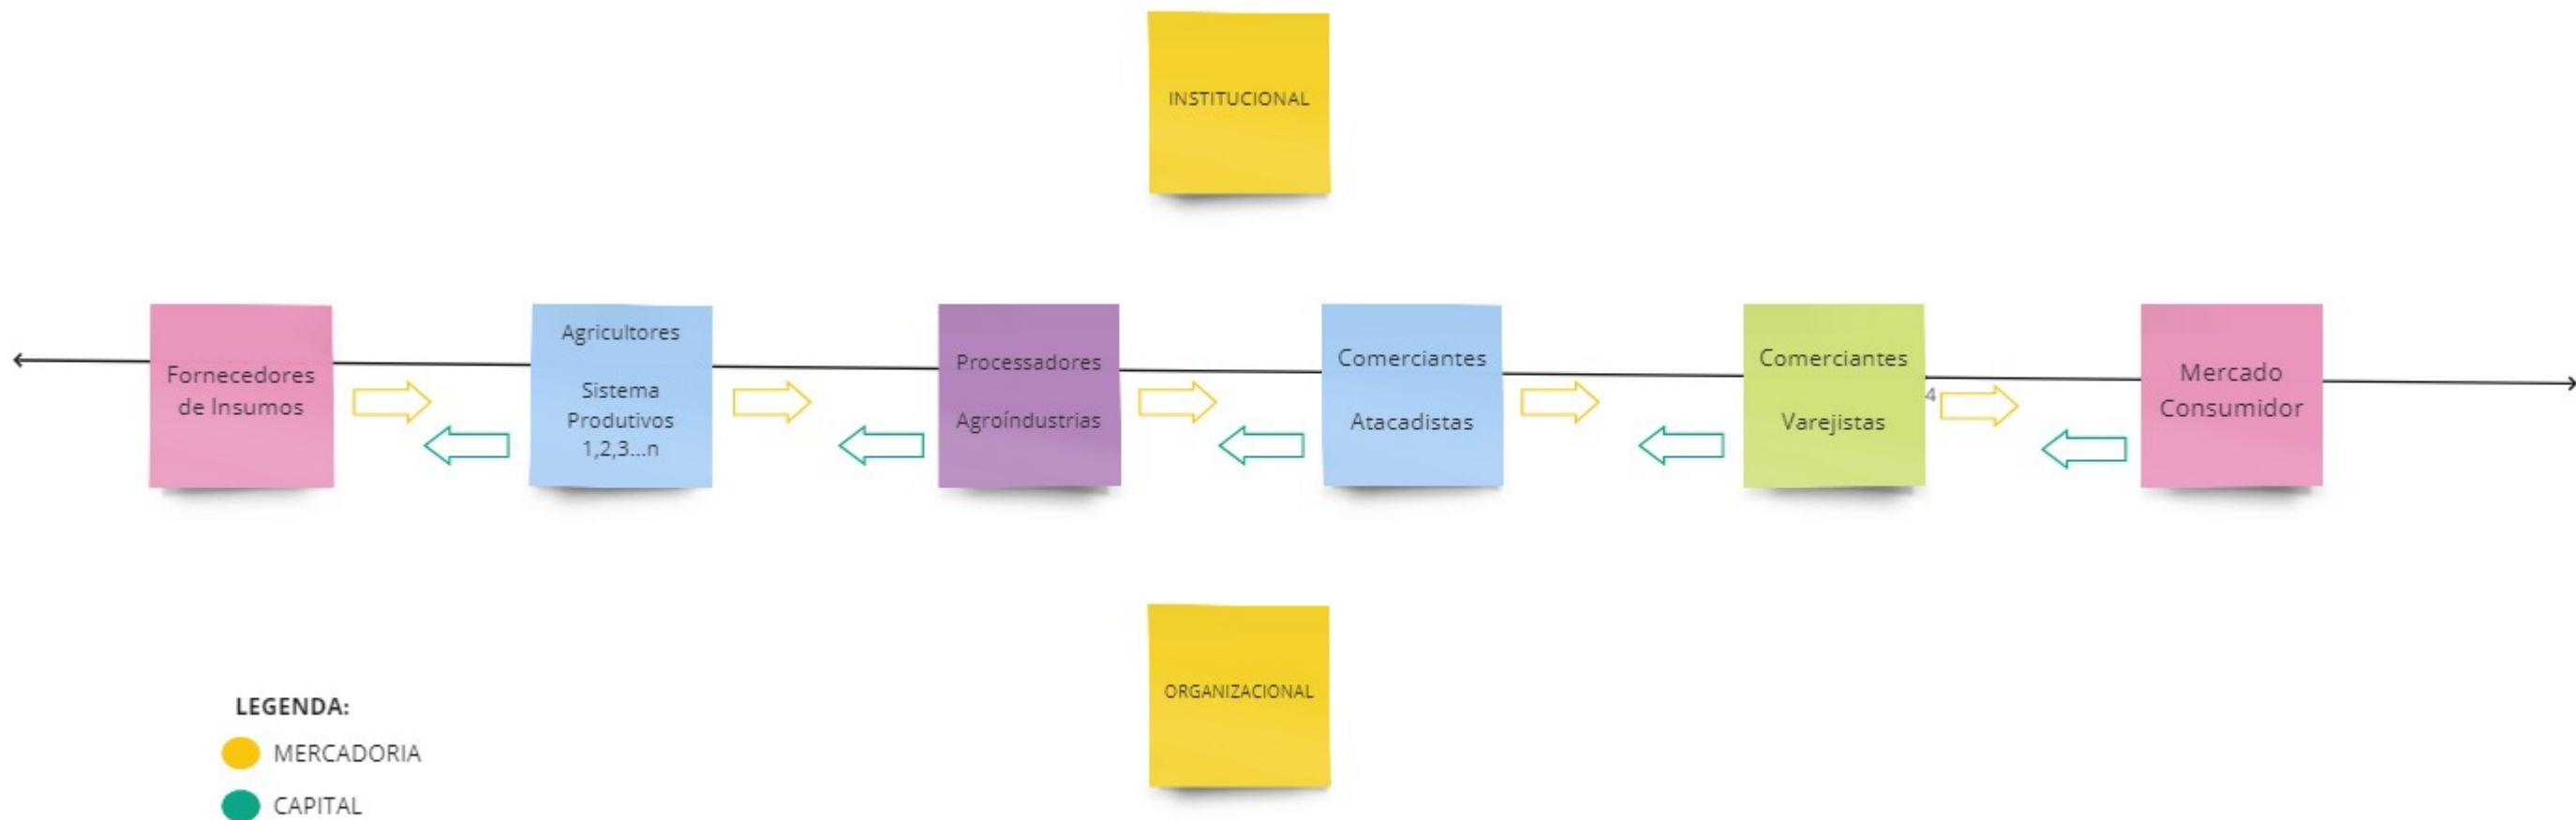 INSTITUCIONAL
Fornecedores
de Insumos
Agricultores
Sistema
Produtivos
1,2,3...n
Processadores
Agroíndustrias
Comerciantes
Atacadistas
Comerciantes
Varejistas
4
Mercado
Consumidor
ORGANIZACIONAL
LEGENDA:
MERCADORIA
CAPITAL